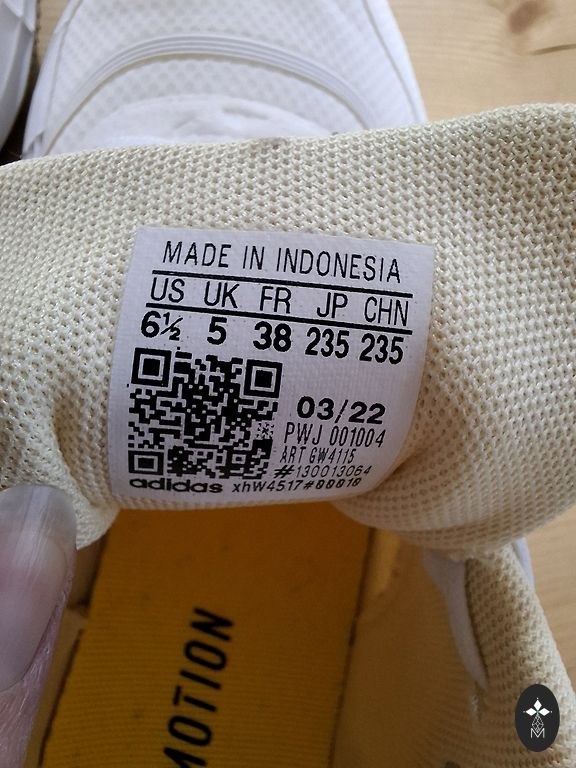 MADE IN INDONESIA
US UK FR JP CHN
6½ 5 38 235 235
03/22
PWJ 001004
ART GW4115
#130013064
adidas xhW4517#00010
MOTION